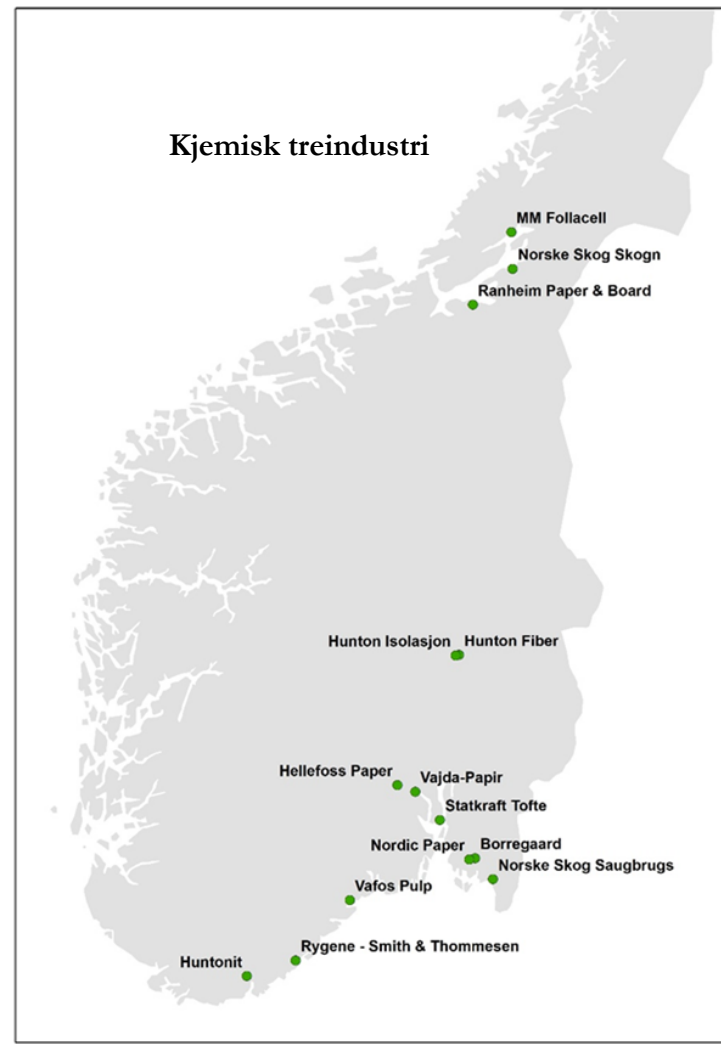 Kjemisk treindustri
MM Follacell
Norske Skog Skogn
Ranheim Paper & Board
Hunton Isolasjon
Hunton Fiber
Hellefoss Paper
Vajda-Papir
Statkraft Tofte
Nordic Paper
Borregaard
Norske Skog Saugbrugs
Vafos Pulp
Rygene - Smith & Thommesen
Huntonit